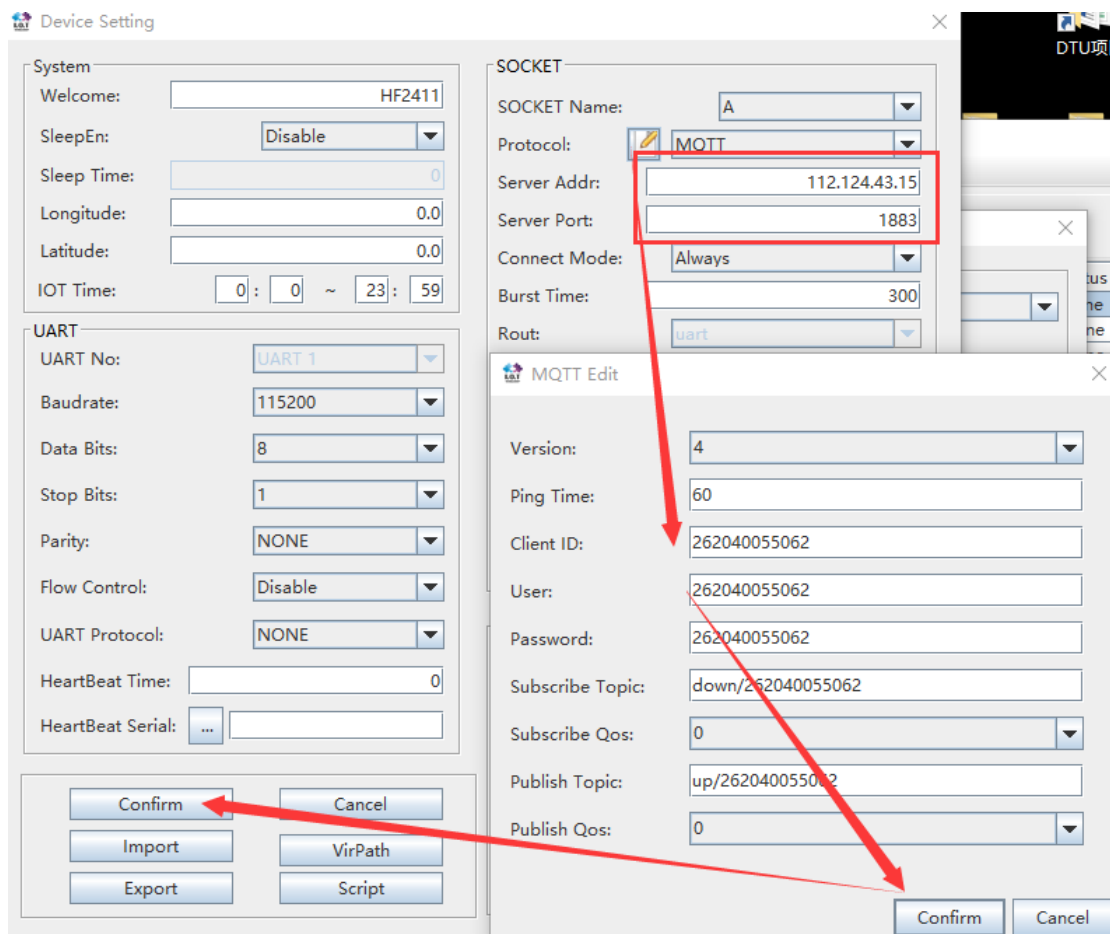 Device Setting
DTU项
System
Welcome: HF2411
SleepEn: Disable
Sleep Time: 0
Longitude: 0.0
Latitude: 0.0
IOT Time: 0 : 0 ~ 23 : 59
SOCKET
SOCKET Name: A
Protocol: MQTT
Server Addr: 112.124.43.15
Server Port: 1883
Connect Mode: Always
Burst Time: 300
Rout: uart
UART
UART No: UART 1
Baudrate: 115200
Data Bits: 8
Stop Bits: 1
Parity: NONE
Flow Control: Disable
UART Protocol: NONE
HeartBeat Time: 0
HeartBeat Serial: ...
Confirm Cancel
Import VirPath
Export Script
MQTT Edit
Version: 4
Ping Time: 60
Client ID: 262040055062
User: 262040055062
Password: 262040055062
Subscribe Topic: down/262040055062
Subscribe Qos: 0
Publish Topic: up/262040055062
Publish Qos: 0
Confirm Cancel